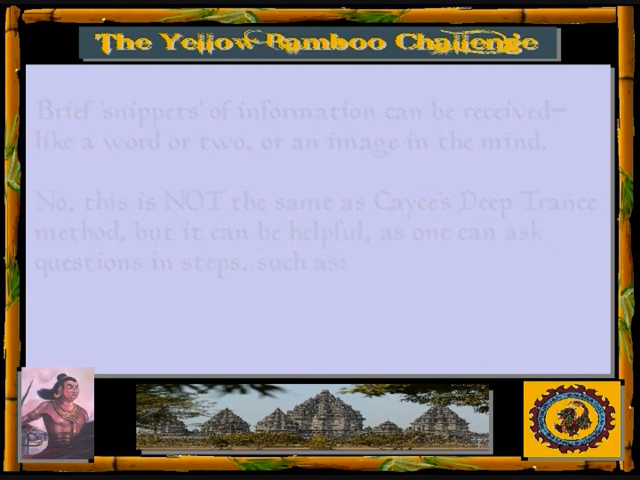 The Yellow Bamboo Challenge
Brief 'snippets' of information can be received-
like a word or two, or an image in the mind.
No, this is NOT the same as Cayce's Deep Trance
method, but it can be helpful, as one can ask
questions in steps, such as: